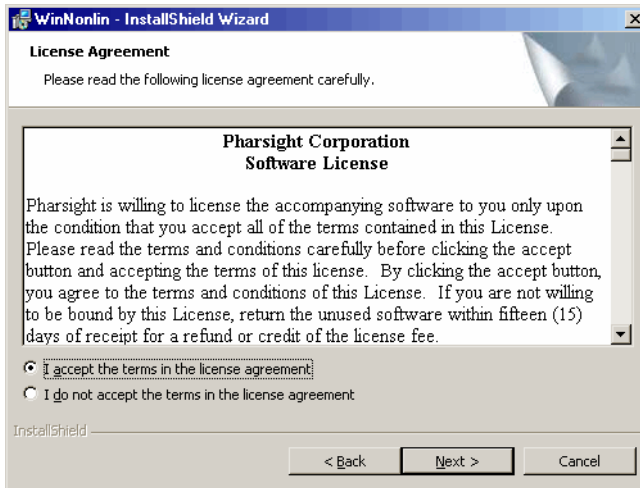 WinNonlin - InstallShield Wizard
License Agreement
Please read the following license agreement carefully.
Pharsight Corporation
Software License
Pharsight is willing to license the accompanying software to you only upon
the condition that you accept all of the terms contained in this License.
Please read the terms and conditions carefully before clicking the accept
button and accepting the terms of this license.  By clicking the accept button,
you agree to the terms and conditions of this License.  If you are not willing
to be bound by this License, return the unused software within fifteen (15)
days of receipt for a refund or credit of the license fee.
I accept the terms in the license agreement
I do not accept the terms in the license agreement
InstallShield
< Back Next > Cancel